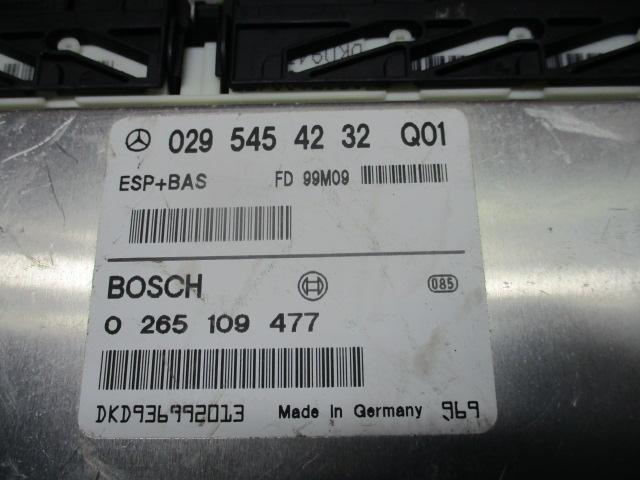 029 545 42 32 Q01
ESP+BAS FD 99M09
BOSCH 085
0 265 109 477
DKD936992013 Made In Germany 969